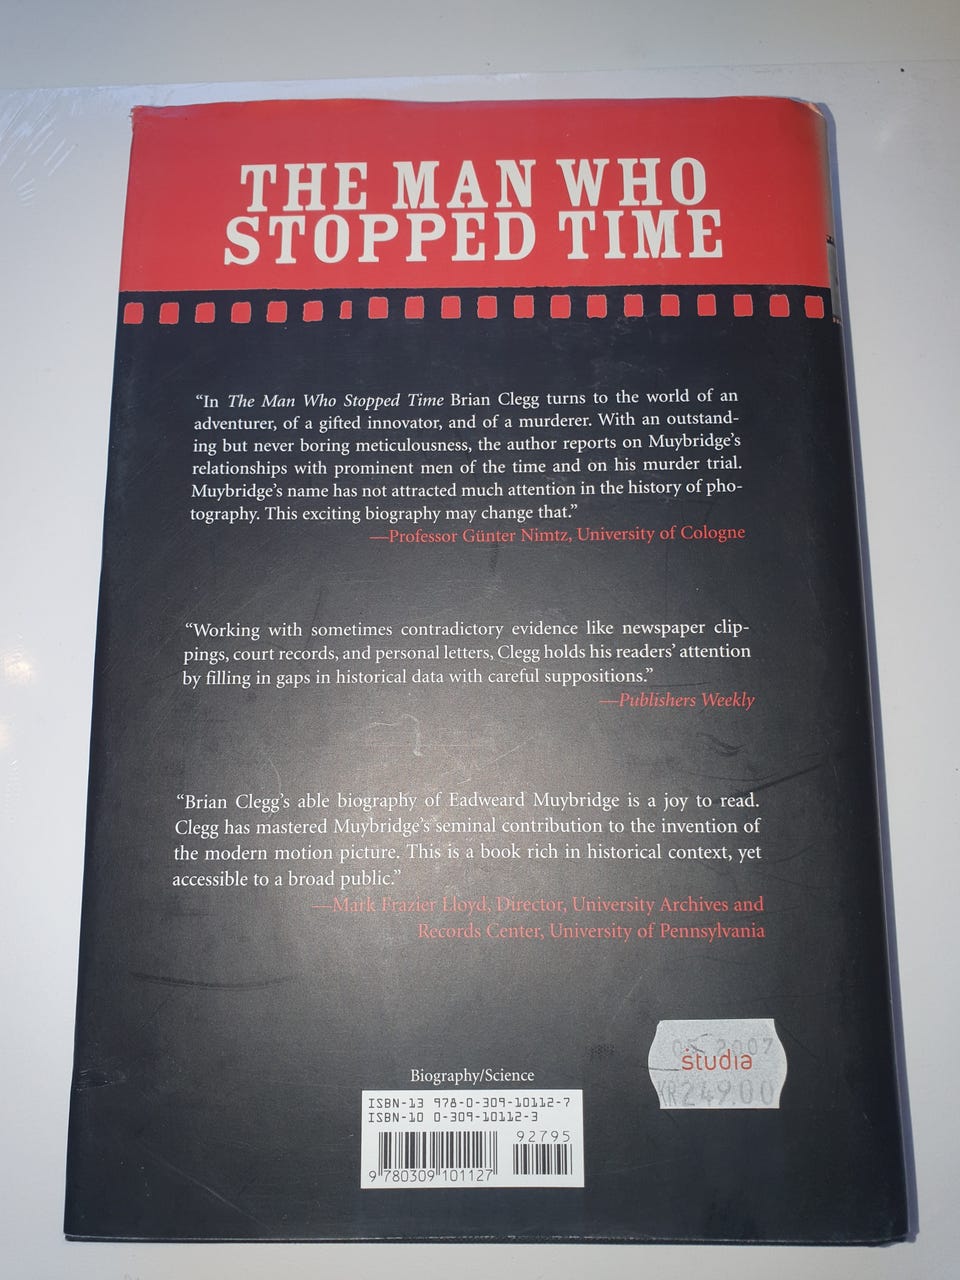 THE MAN WHO
STOPPED TIME
“In The Man Who Stopped Time Brian Clegg turns to the world of an
adventurer, of a gifted innovator, and of a murderer. With an outstand-
ing but never boring meticulousness, the author reports on Muybridge’s
relationships with prominent men of the time and on his murder trial.
Muybridge’s name has not attracted much attention in the history of pho-
tography. This exciting biography may change that.”
—Professor Günter Nimtz, University of Cologne
“Working with sometimes contradictory evidence like newspaper clip-
pings, court records, and personal letters, Clegg holds his readers’ attention
by filling in gaps in historical data with careful suppositions.”
—Publishers Weekly
“Brian Clegg’s able biography of Eadweard Muybridge is a joy to read.
Clegg has mastered Muybridge’s seminal contribution to the invention of
the modern motion picture. This is a book rich in historical context, yet
accessible to a broad public.”
—Mark Frazier Lloyd, Director, University Archives and
Records Center, University of Pennsylvania
05 2007
studia
KR249.00
Biography/Science
ISBN-13 978-0-309-10112-7
ISBN-10 0-309-10112-3
92795
9 780309 101127